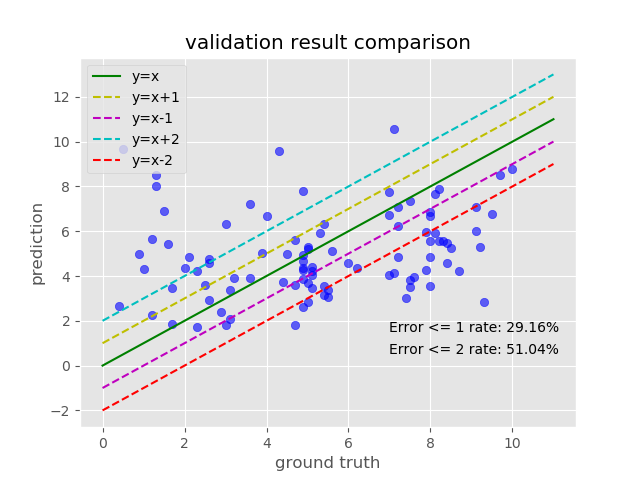 validation result comparison
y=x
y=x+1
y=x-1
y=x+2
y=x-2
12
10
8
6
4
2
0
−2
prediction
Error <= 1 rate: 29.16%
Error <= 2 rate: 51.04%
0 2 4 6 8 10
ground truth